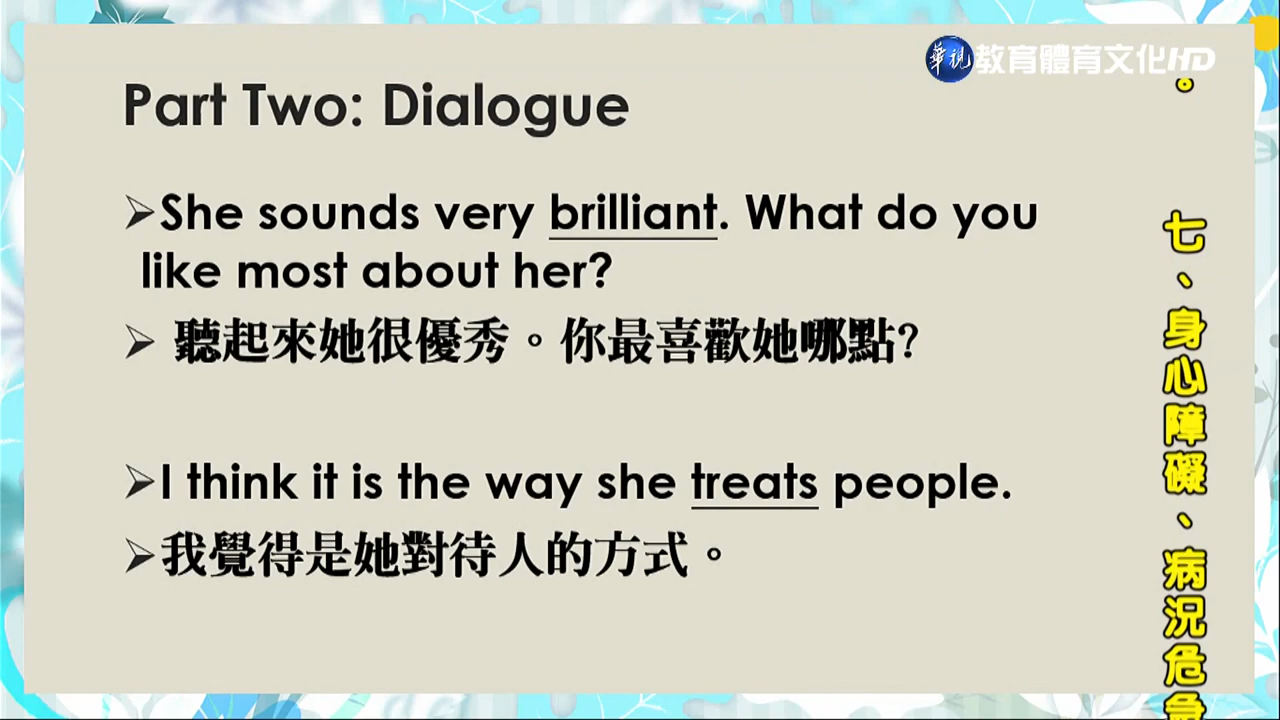 華視 教育體育文化HD
Part Two: Dialogue
➢She sounds very brilliant. What do you
like most about her?
➢ 聽起來她很優秀。你最喜歡她哪點?
➢I think it is the way she treats people.
➢我覺得是她對待人的方式。
。 七、身心障礙、病況危急